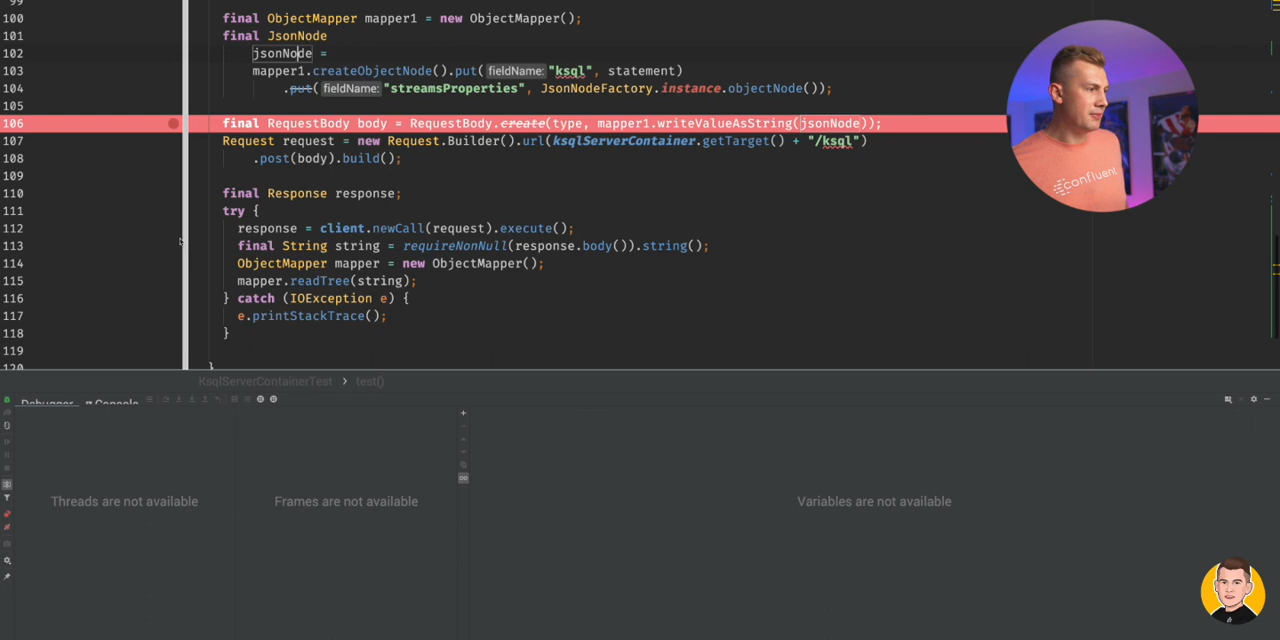 99
100 final ObjectMapper mapper1 = new ObjectMapper();
101 final JsonNode
102 jsonNode =
103 mapper1.createObjectNode().put( fieldName: "ksql", statement)
104 .put( fieldName: "streamsProperties", JsonNodeFactory.instance.objectNode());
105
106 final RequestBody body = RequestBody.create(type, mapper1.writeValueAsString(jsonNode));
107 Request request = new Request.Builder().url(ksqlServerContainer.getTarget() + "/ksql")
108 .post(body).build();
109
110 final Response response;
111 try {
112 response = client.newCall(request).execute();
113 final String string = requireNonNull(response.body()).string();
114 ObjectMapper mapper = new ObjectMapper();
115 mapper.readTree(string);
116 } catch (IOException e) {
117 e.printStackTrace();
118 }
119
120 }
confluent
KsqlServerContainerTest › test()
Debugger Console
Threads are not available
Frames are not available
Variables are not available